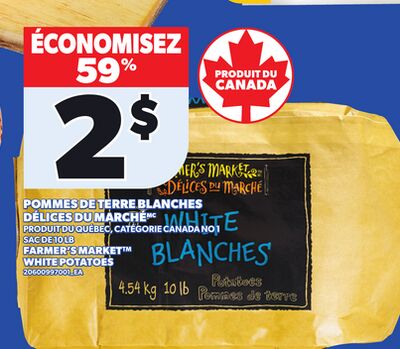 ÉCONOMISEZ
59%
2$
PRODUIT DU
CANADA
POMMES DE TERRE BLANCHES
DÉLICES DU MARCHÉMC
PRODUIT DU QUÉBEC, CATÉGORIE CANADA NO 1
SAC DE 10 LB
FARMER'S MARKETTM
WHITE POTATOES
20600997001_EA
FARMER'S MARKET
DÉLICES DU MARCHÉ
WHITE
BLANCHES
Potatoes
4.54 kg 10 lb Pommes de terre